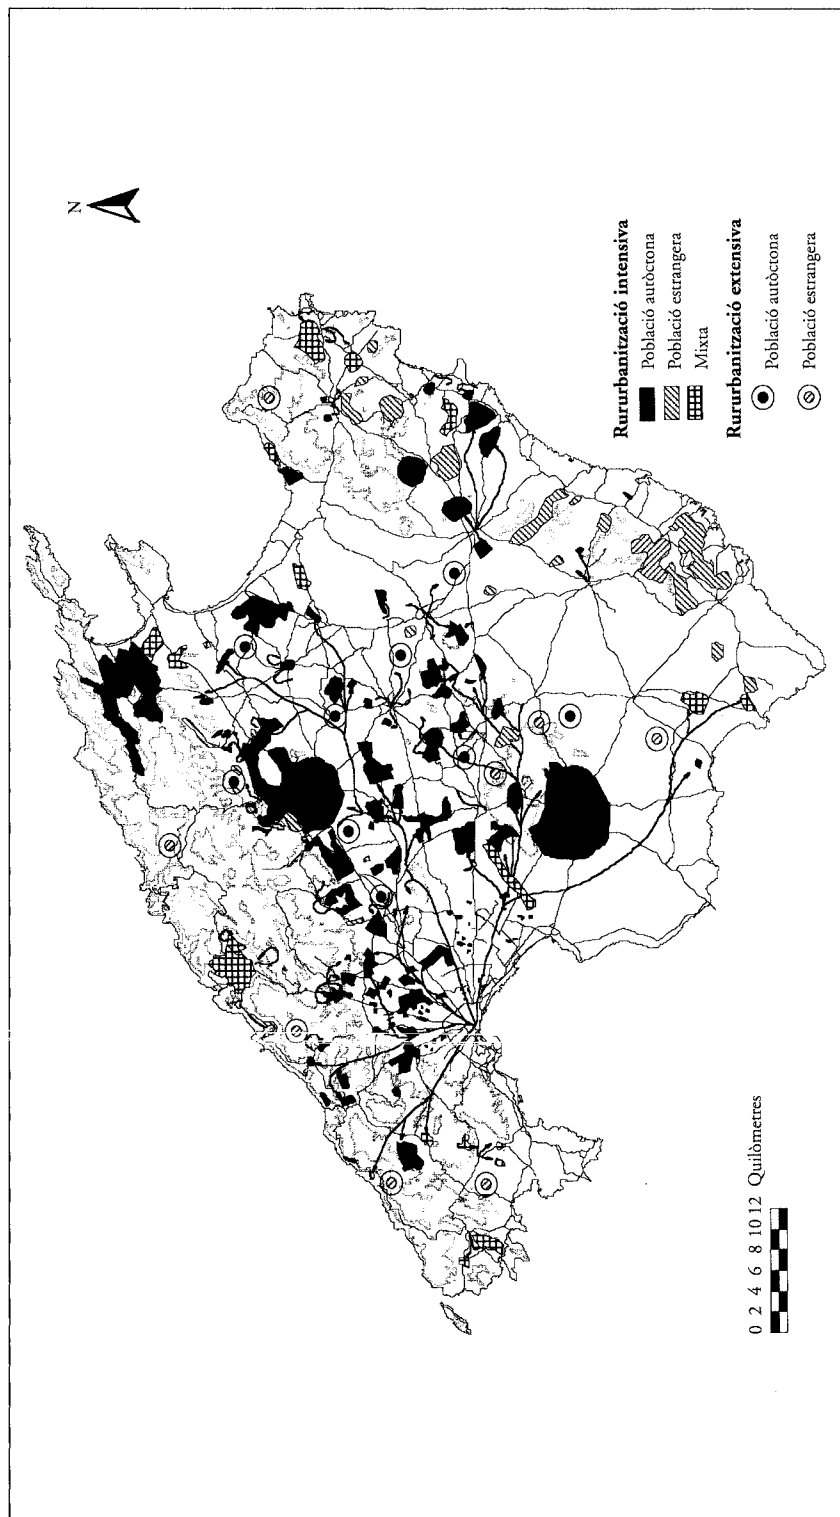 N
Rururbanització intensiva
Població autòctona
Població estrangera
Mixta
Rururbanització extensiva
Població autòctona
Població estrangera
0 2 4 6 8 10 12 Quilòmetres